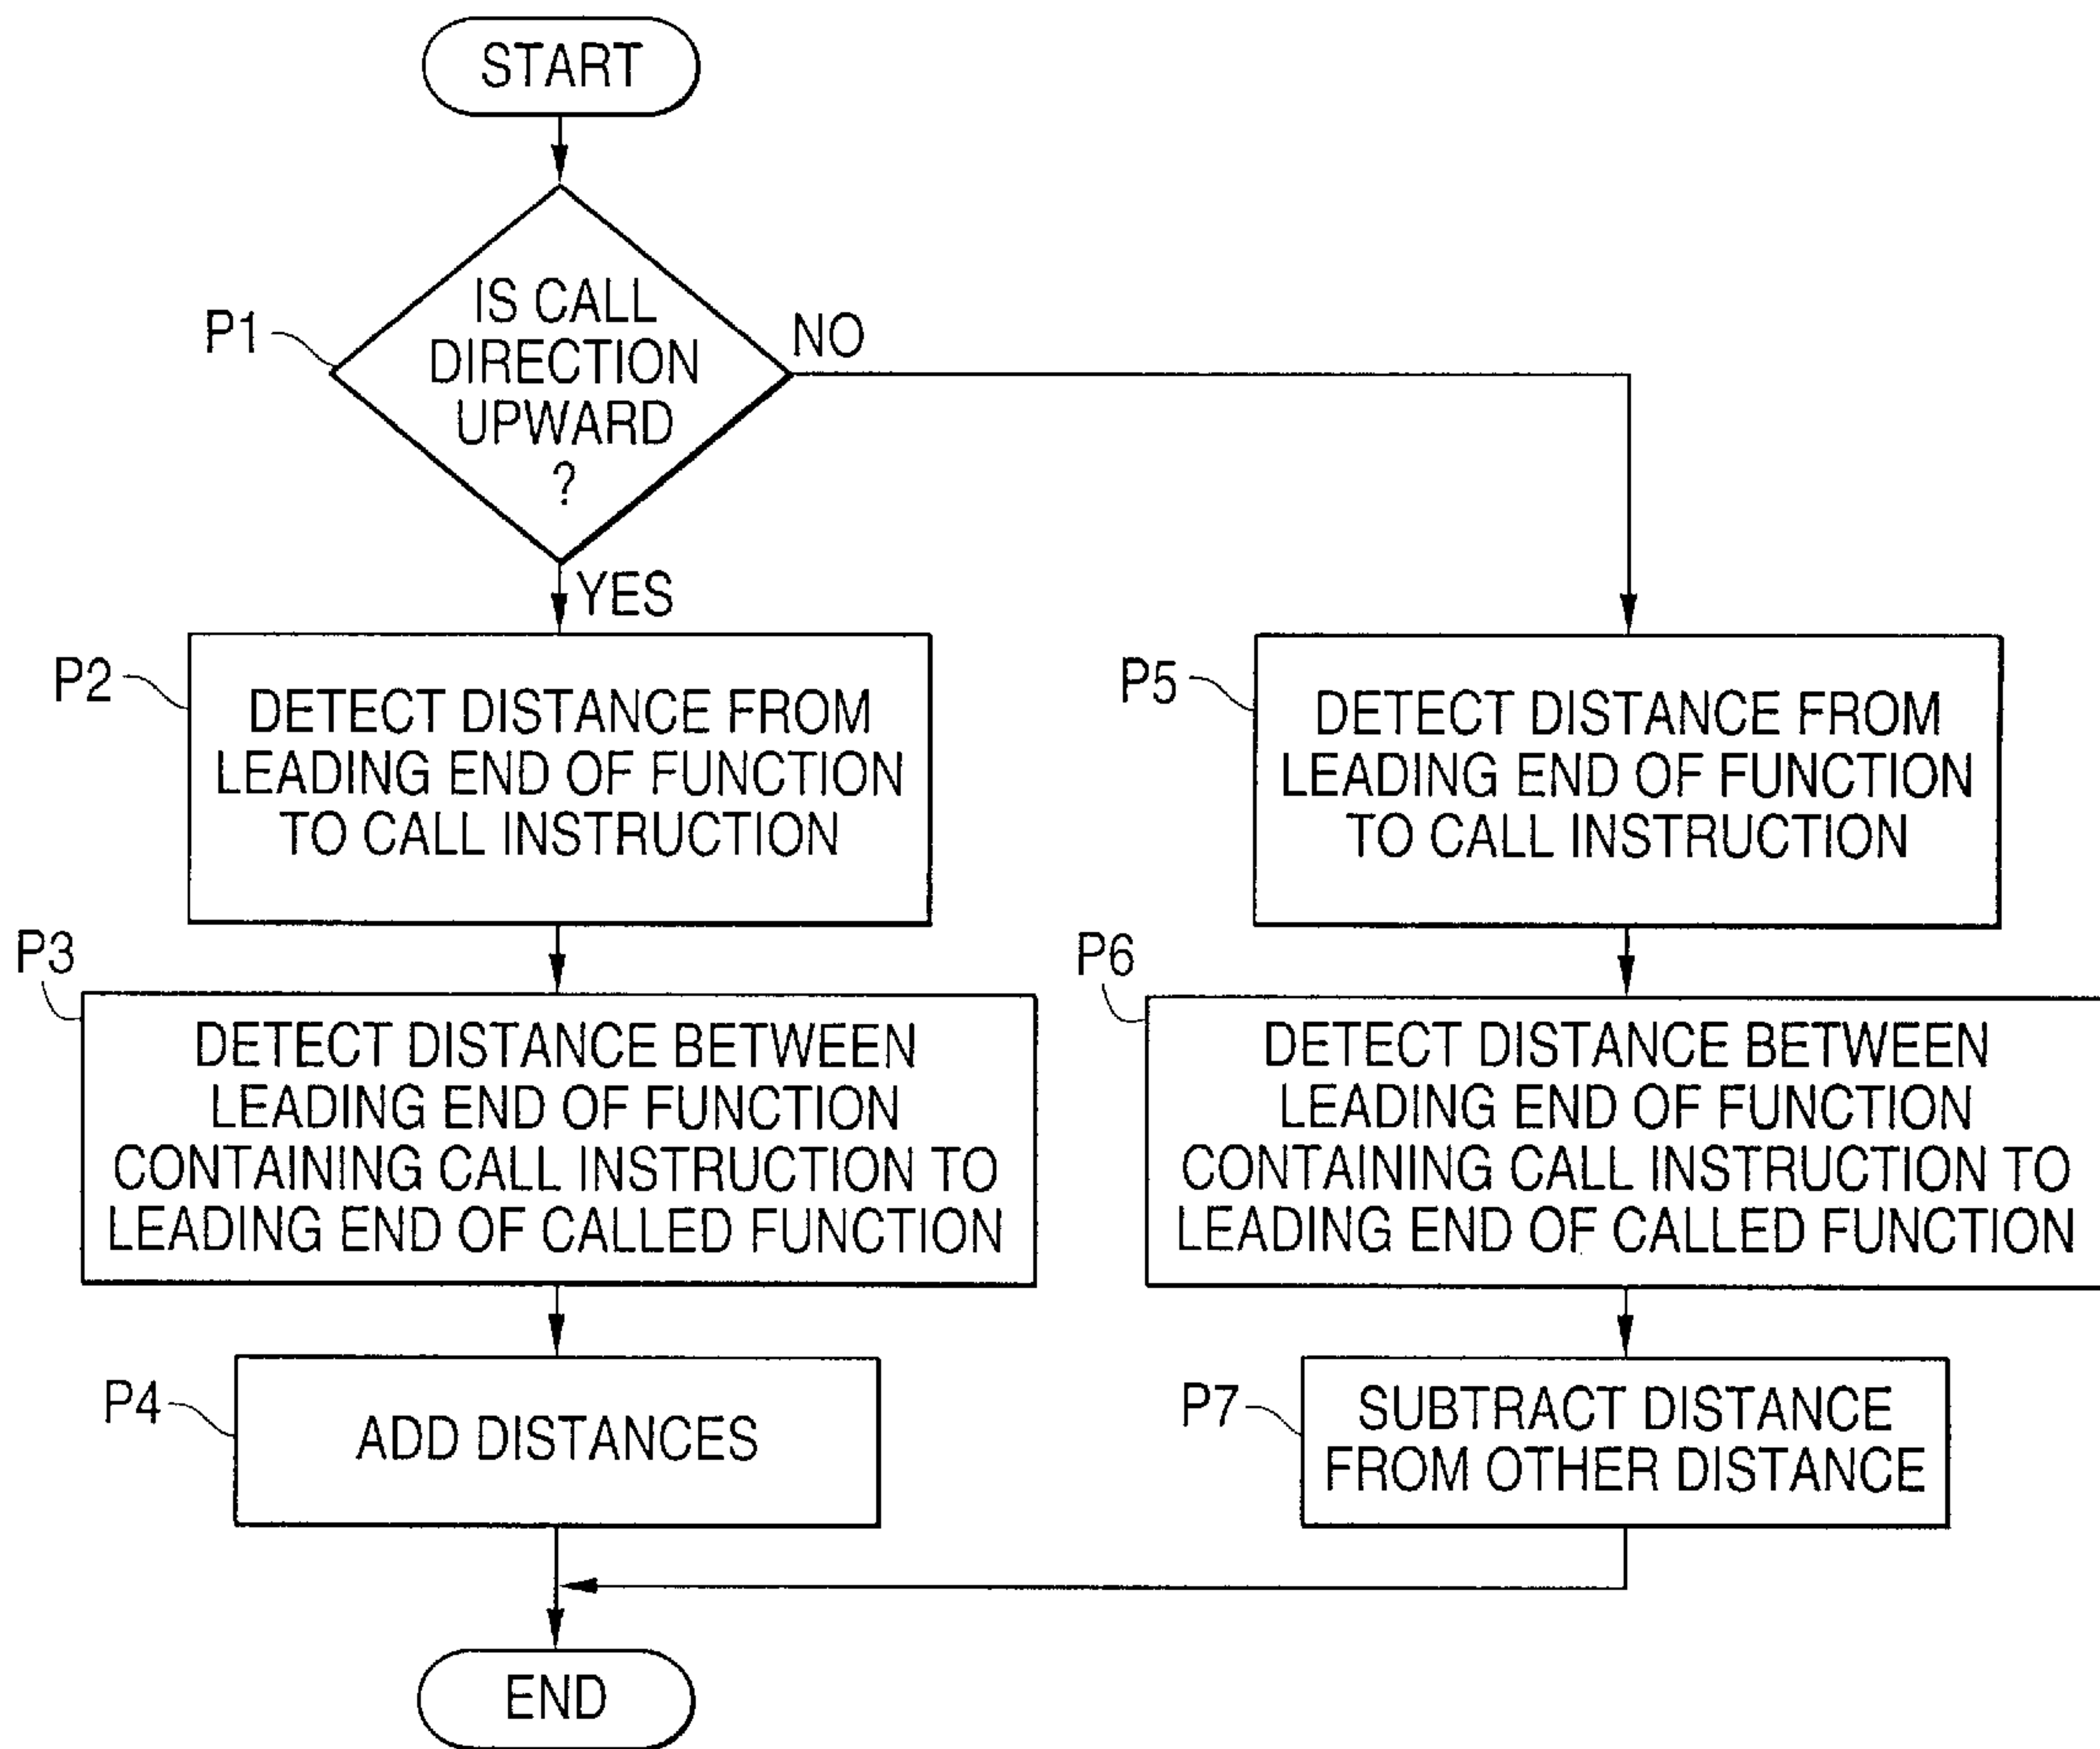 START
P1
IS CALL
DIRECTION
UPWARD
?
NO
YES
P2
DETECT DISTANCE FROM
LEADING END OF FUNCTION
TO CALL INSTRUCTION
P3
DETECT DISTANCE BETWEEN
LEADING END OF FUNCTION
CONTAINING CALL INSTRUCTION TO
LEADING END OF CALLED FUNCTION
P4
ADD DISTANCES
P5
DETECT DISTANCE FROM
LEADING END OF FUNCTION
TO CALL INSTRUCTION
P6
DETECT DISTANCE BETWEEN
LEADING END OF FUNCTION
CONTAINING CALL INSTRUCTION TO
LEADING END OF CALLED FUNCTION
P7
SUBTRACT DISTANCE
FROM OTHER DISTANCE
END